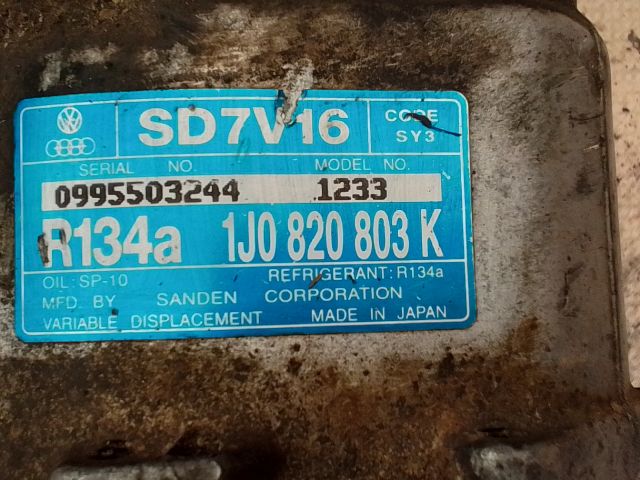 SD7V16
CODE
SY3
SERIAL NO.
MODEL NO.
0995503244
1233
R134a 1J0 820 803 K
OIL: SP-10
REFRIGERANT: R134a
MFD. BY SANDEN CORPORATION
VARIABLE DISPLACEMENT MADE IN JAPAN